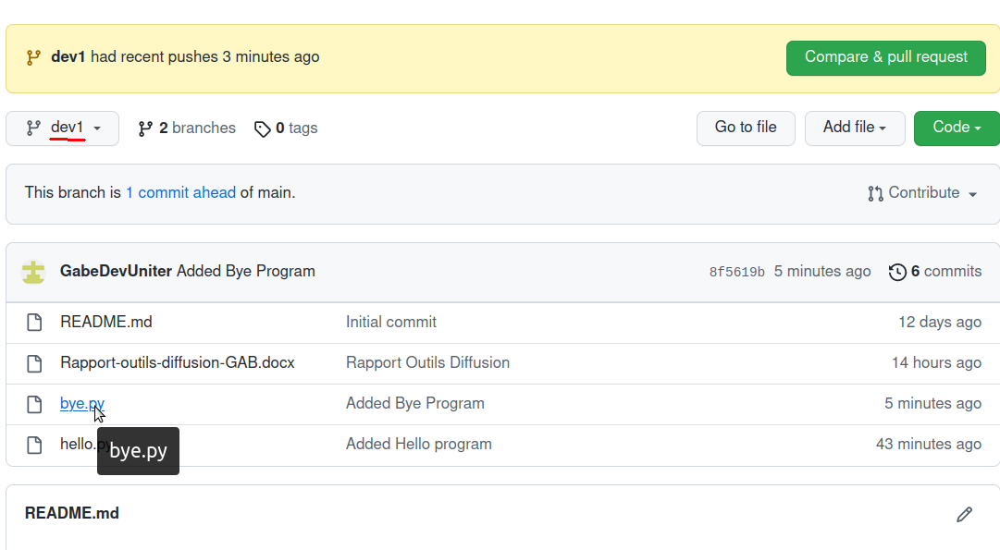 dev1 had recent pushes 3 minutes ago Compare & pull request
dev1 2 branches 0 tags Go to file Add file Code
This branch is 1 commit ahead of main. Contribute
GabeDevUniter Added Bye Program 8f5619b 5 minutes ago 6 commits
README.md Initial commit 12 days ago
Rapport-outils-diffusion-GAB.docx Rapport Outils Diffusion 14 hours ago
bye.py Added Bye Program 5 minutes ago
hello.py Added Hello program 43 minutes ago
bye.py
README.md